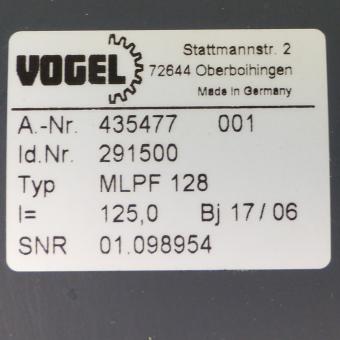 VOGEL
Stattmannstr. 2
72644 Oberboihingen
Made in Germany
A.-Nr. 435477 001
Id.Nr. 291500
Typ MLPF 128
I= 125,0 Bj 17/06
SNR 01.098954